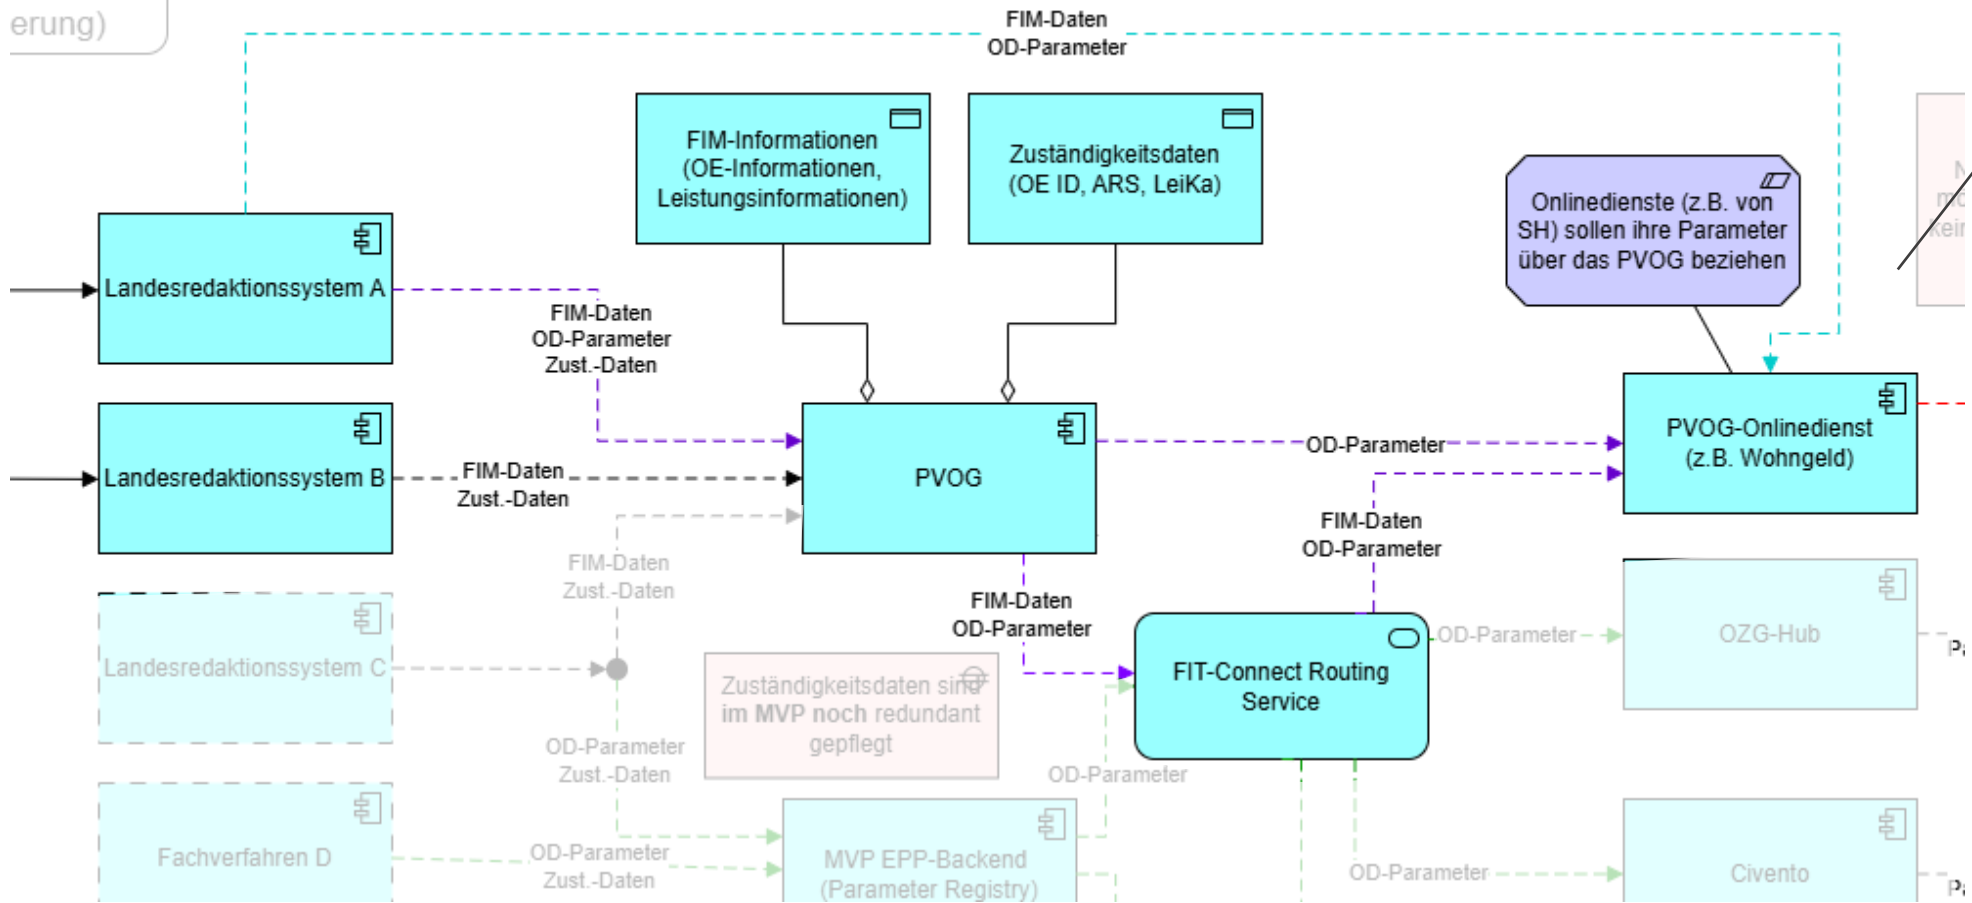 erung)
FIM-Daten
OD-Parameter
FIM-Informationen
(OE-Informationen,
Leistungsinformationen)
Zuständigkeitsdaten
(OE ID, ARS, LeiKa)
Onlinedienste (z.B. von
SH) sollen ihre Parameter
über das PVOG beziehen
Landesredaktionssystem A
FIM-Daten
OD-Parameter
Zust.-Daten
Landesredaktionssystem B
FIM-Daten
Zust.-Daten
PVOG
OD-Parameter
PVOG-Onlinedienst
(z.B. Wohngeld)
FIM-Daten
OD-Parameter
FIM-Daten
Zust.-Daten
FIM-Daten
OD-Parameter
Landesredaktionssystem C
Zuständigkeitsdaten sind
im MVP noch redundant
gepflegt
FIT-Connect Routing
Service
OD-Parameter
OZG-Hub
OD-Parameter
Zust.-Daten
OD-Parameter
Fachverfahren D
OD-Parameter
Zust.-Daten
MVP EPP-Backend
(Parameter Registry)
OD-Parameter
Civento